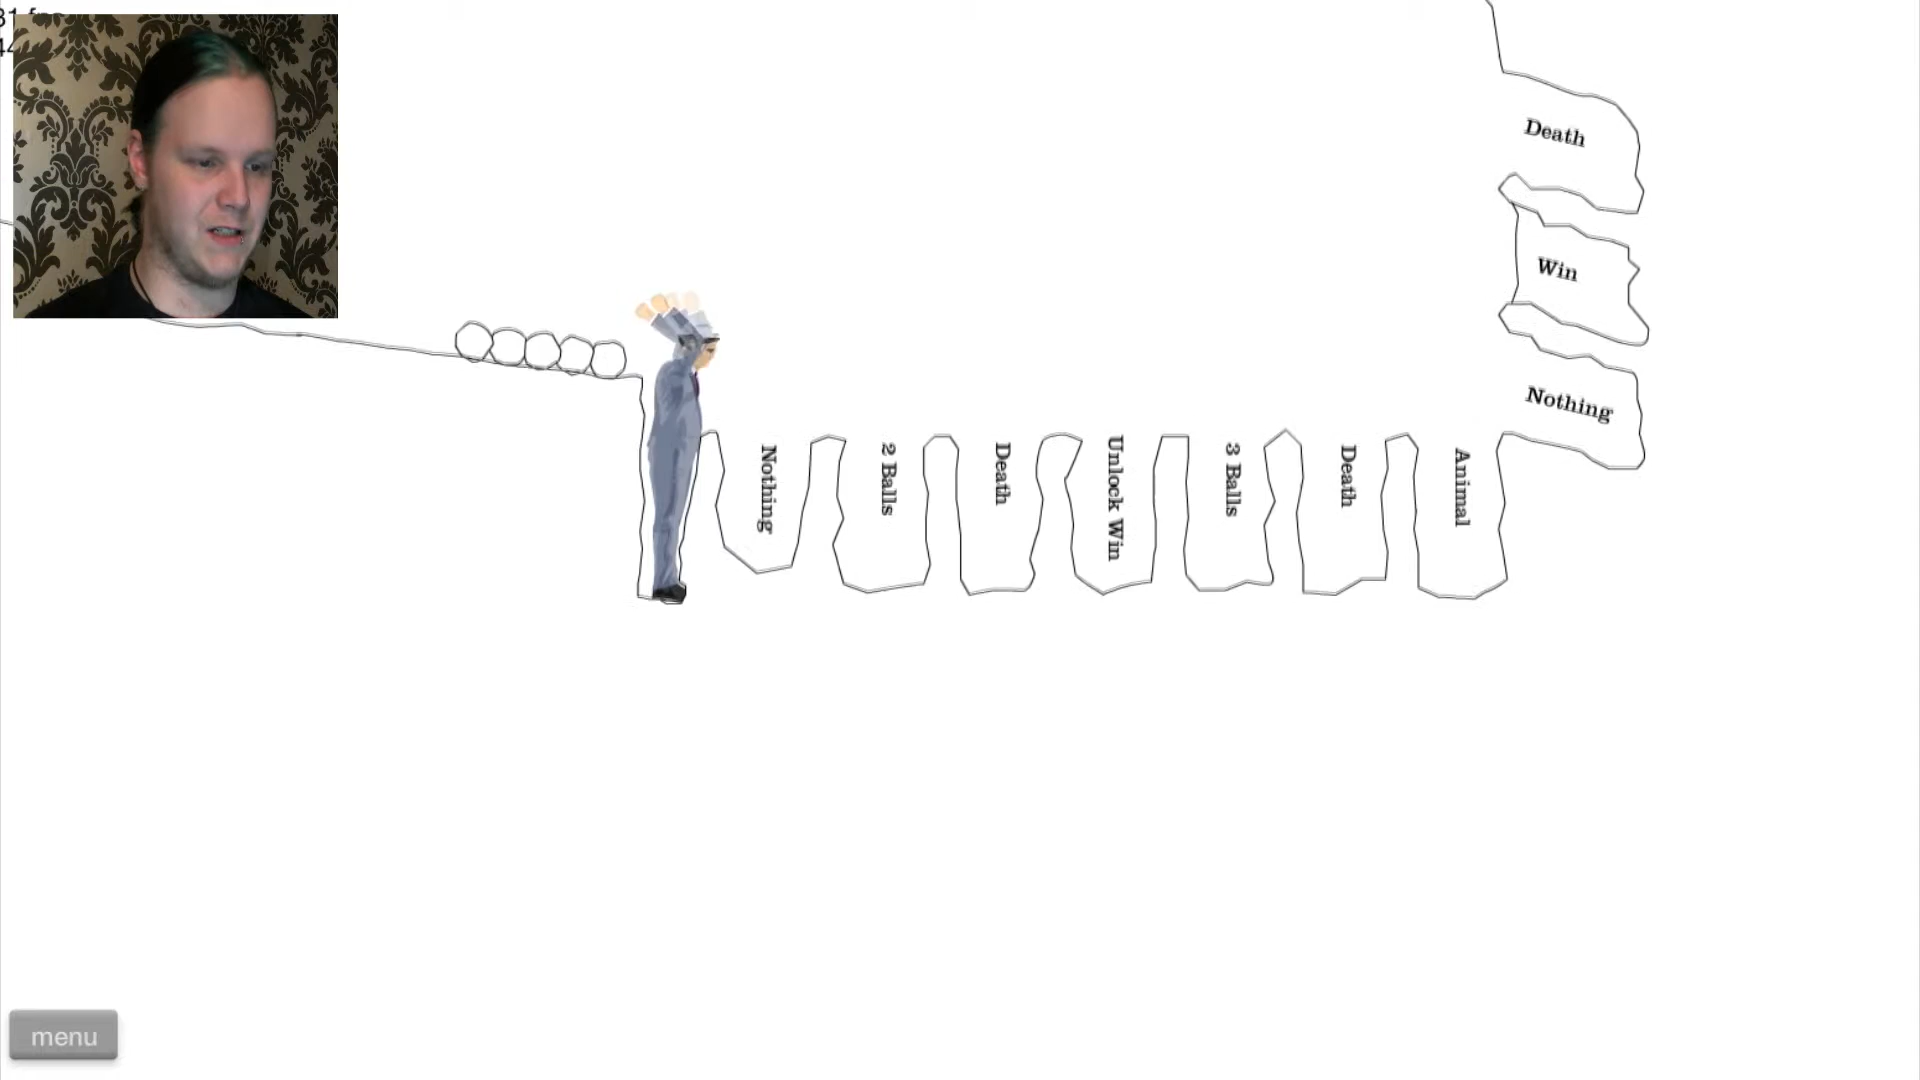 Death
Win
Nothing
Nothing
2 Balls
Death
Unlock Win
3 Balls
Death
Animal
menu